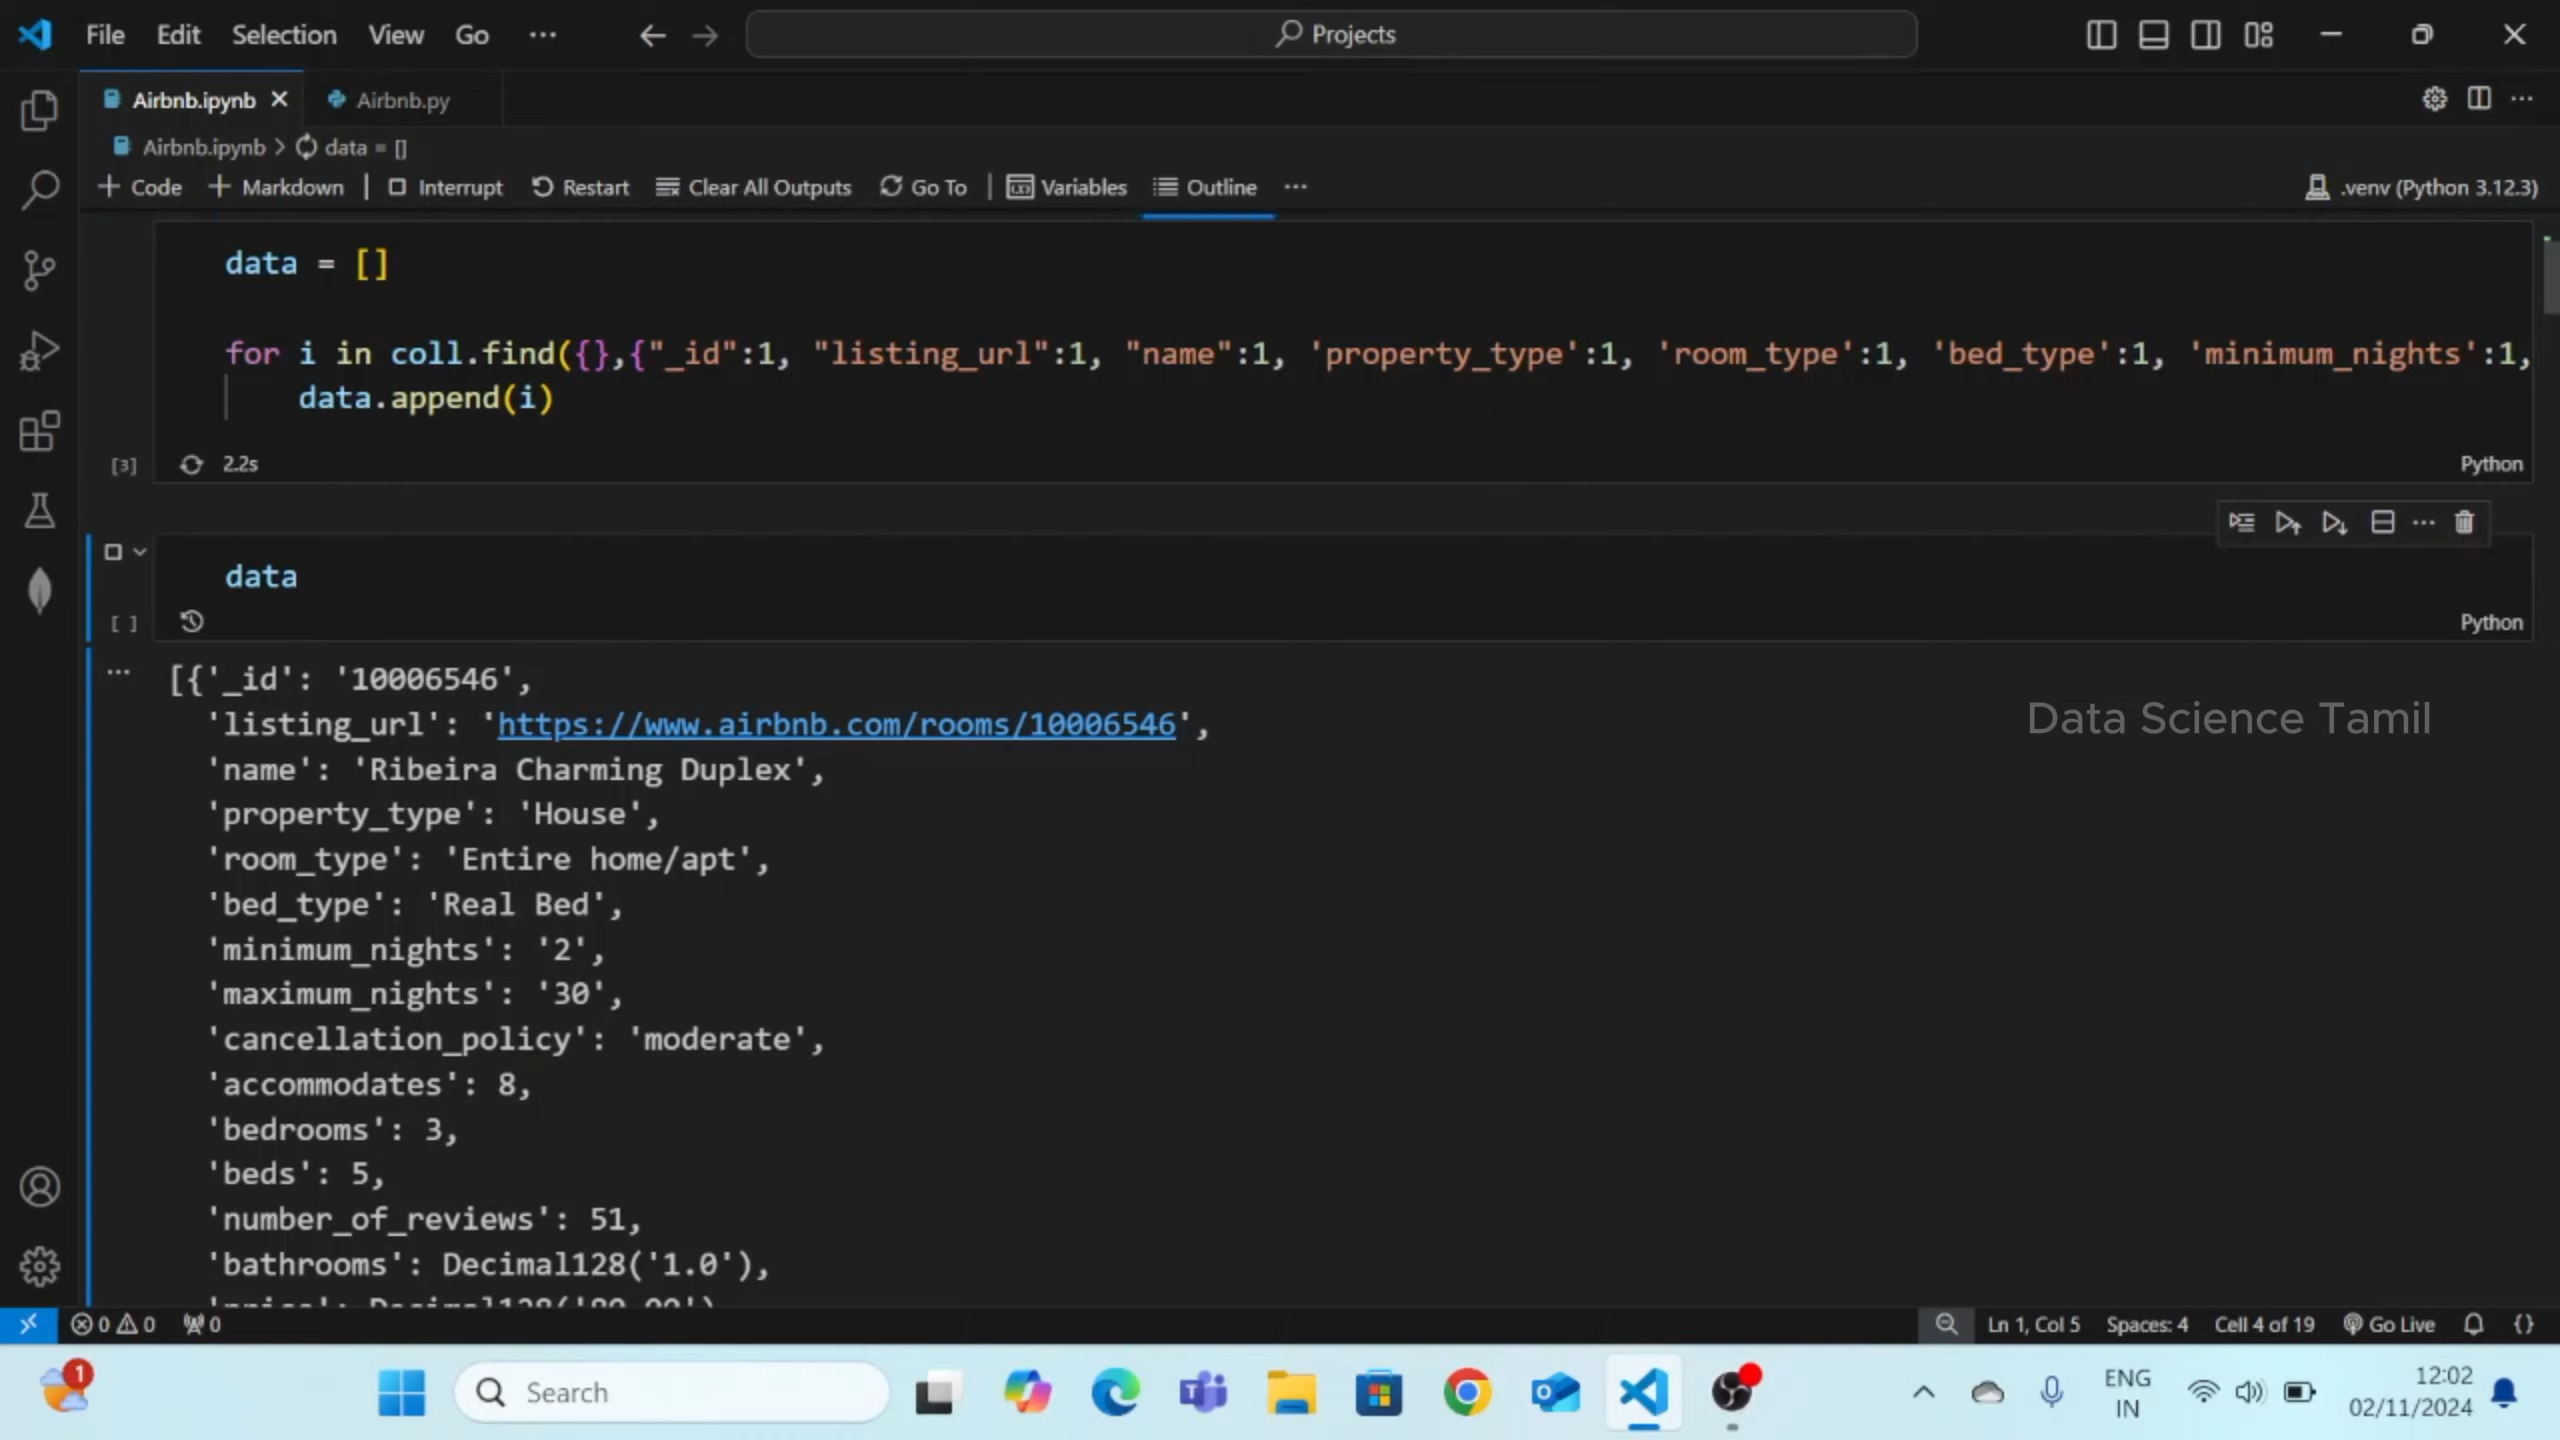 File Edit Selection View Go ... Projects
Airbnb.ipynb Airbnb.py
Airbnb.ipynb > data = []
+ Code + Markdown | Interrupt Restart Clear All Outputs Go To | Variables Outline ... .venv (Python 3.12.3)
data = []
for i in coll.find({},{"_id":1, "listing_url":1, "name":1, 'property_type':1, 'room_type':1, 'bed_type':1, 'minimum_nights':1,
data.append(i)
[3] 2.2s Python
data
[ ] Python
[{'_id': '10006546',
'listing_url': 'https://www.airbnb.com/rooms/10006546',
Data Science Tamil
'name': 'Ribeira Charming Duplex',
'property_type': 'House',
'room_type': 'Entire home/apt',
'bed_type': 'Real Bed',
'minimum_nights': '2',
'maximum_nights': '30',
'cancellation_policy': 'moderate',
'accommodates': 8,
'bedrooms': 3,
'beds': 5,
'number_of_reviews': 51,
'bathrooms': Decimal128('1.0'),
0 0 0 Ln 1, Col 5 Spaces: 4 Cell 4 of 19 Go Live {}
1 Search ENG 12:02
IN 02/11/2024